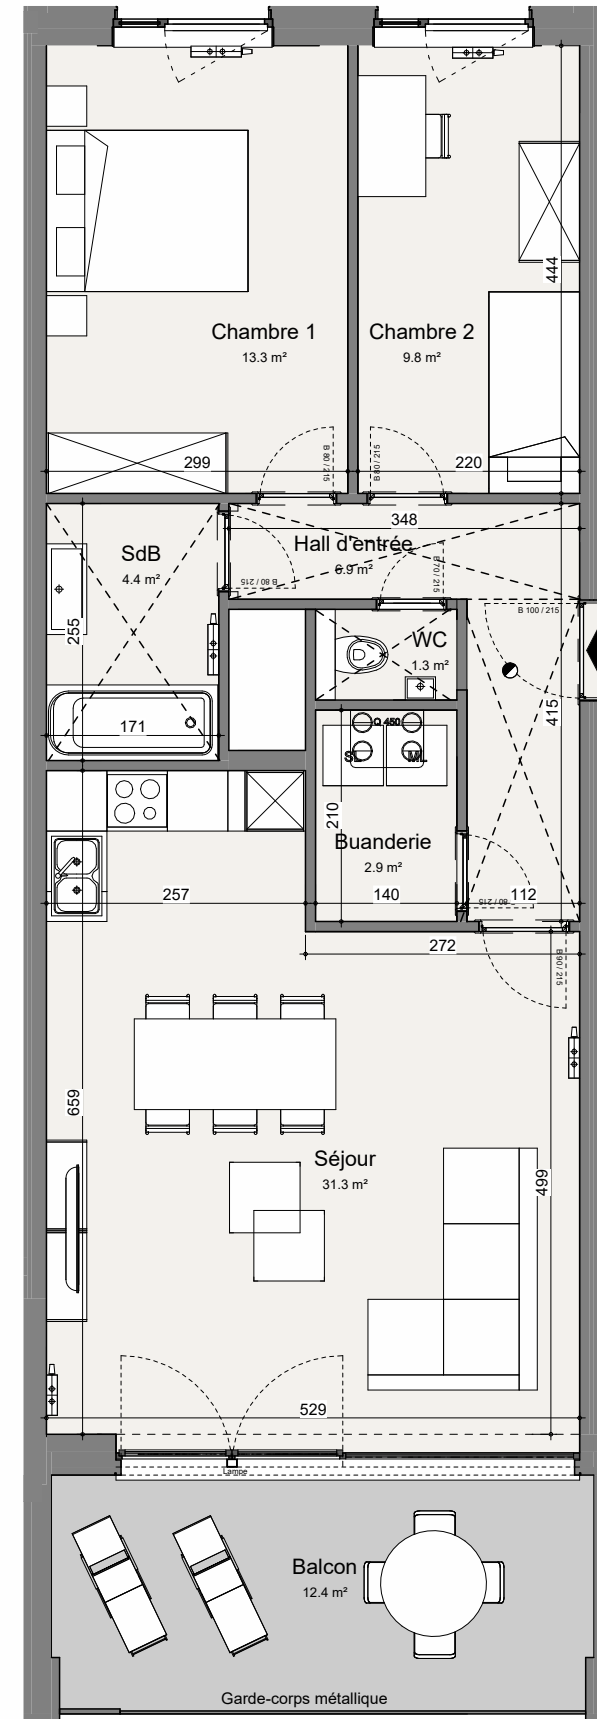 444
Chambre 1
13.3 m²
Chambre 2
9.8 m²
B 80 / 215
B 80 / 215
299
220
348
Hall d'entrée
6.9 m²
SdB
4.4 m²
B 80 / 215
B 70 / 215
B 100 / 215
WC
1.3 m²
255
415
171
Q 450
SL
ML
210
Buanderie
2.9 m²
257
140
112
80 / 215
272
B 90 / 215
659
Séjour
31.3 m²
499
529
Lampe
Balcon
12.4 m²
Garde-corps métallique